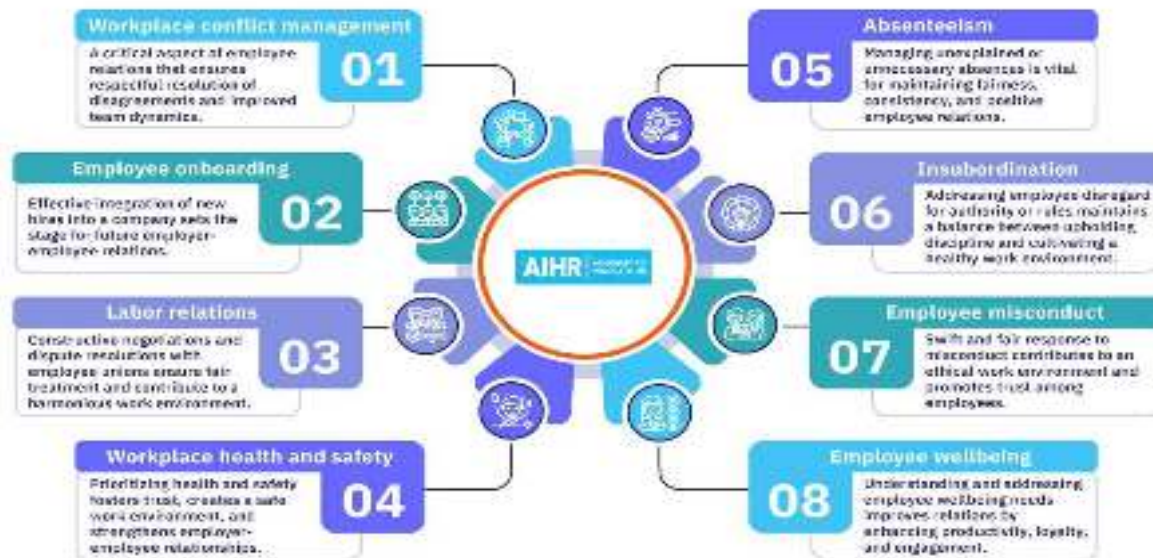 Workplace conflict management
01
A critical aspect of employee
relations that ensures
respectful resolution of
disagreements and improved
team dynamics.
Employee onboarding
02
Effective integration of new
hires into a company sets the
stage for future employer-
employee relations.
Labor relations
03
Constructive negotiations and
dispute resolutions with
employee unions ensure fair
treatment and contribute to a
harmonious work environment.
Workplace health and safety
04
Prioritizing health and safety
fosters trust, creates a safe
work environment, and
strengthens employer-
employee relationships.
AIHR
Absenteeism
05
Managing unexplained or
unnecessary absences is vital
for maintaining fairness,
consistency, and positive
employee relations.
Insubordination
06
Addressing employee disregard
for authority or rules maintains
a balance between upholding
discipline and cultivating a
healthy work environment.
Employee misconduct
07
Swift and fair response to
misconduct contributes to an
ethical work environment and
promotes trust among
employees.
Employee wellbeing
08
Understanding and addressing
employee wellbeing needs
improves relations by
enhancing productivity, loyalty,
and engagement.